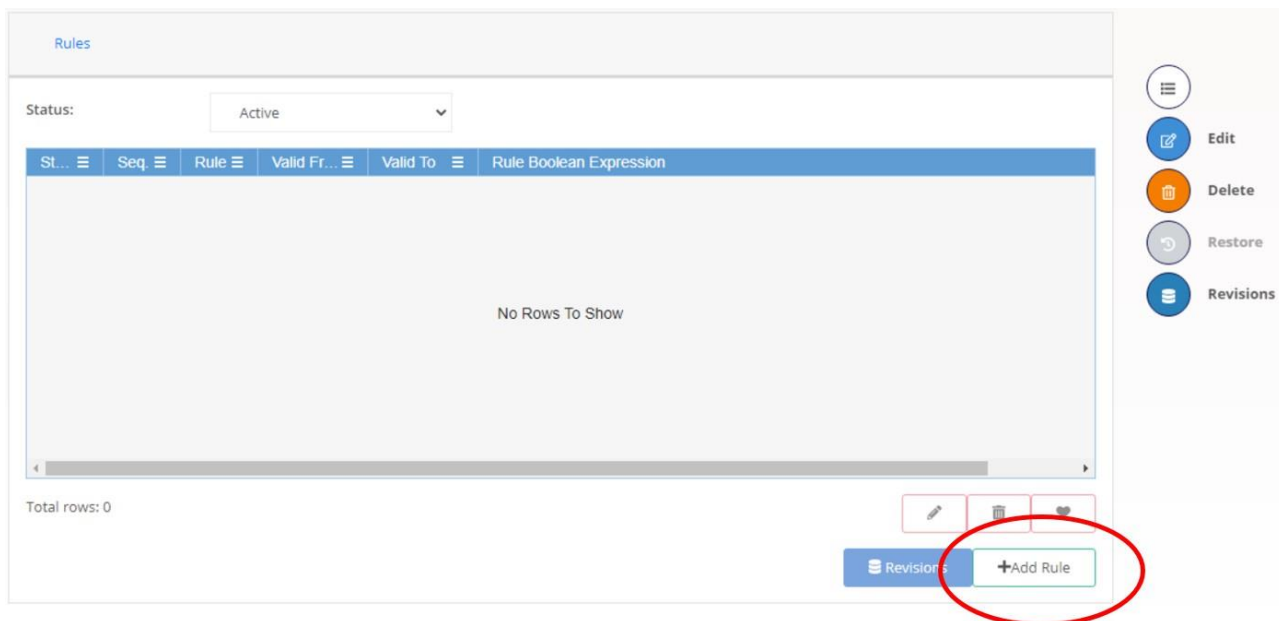 Rules
Status:
Active
St... Seq. Rule Valid Fr... Valid To Rule Boolean Expression
No Rows To Show
Total rows: 0
Revisions +Add Rule
Edit
Delete
Restore
Revisions